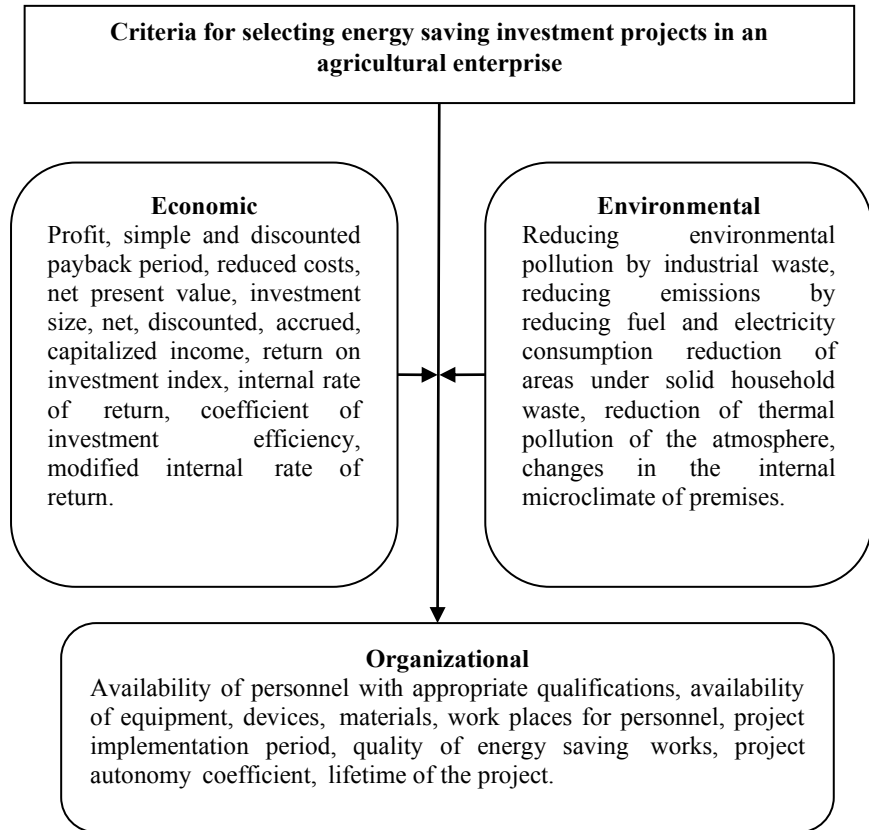 Criteria for selecting energy saving investment projects in an
agricultural enterprise
Economic
Profit, simple and discounted
payback period, reduced costs,
net present value, investment
size, net, discounted, accrued,
capitalized income, return on
investment index, internal rate
of return, coefficient of
investment efficiency,
modified internal rate of
return.
Environmental
Reducing environmental
pollution by industrial waste,
reducing emissions by
reducing fuel and electricity
consumption reduction of
areas under solid household
waste, reduction of thermal
pollution of the atmosphere,
changes in the internal
microclimate of premises.
Organizational
Availability of personnel with appropriate qualifications, availability
of equipment, devices, materials, work places for personnel, project
implementation period, quality of energy saving works, project
autonomy coefficient, lifetime of the project.